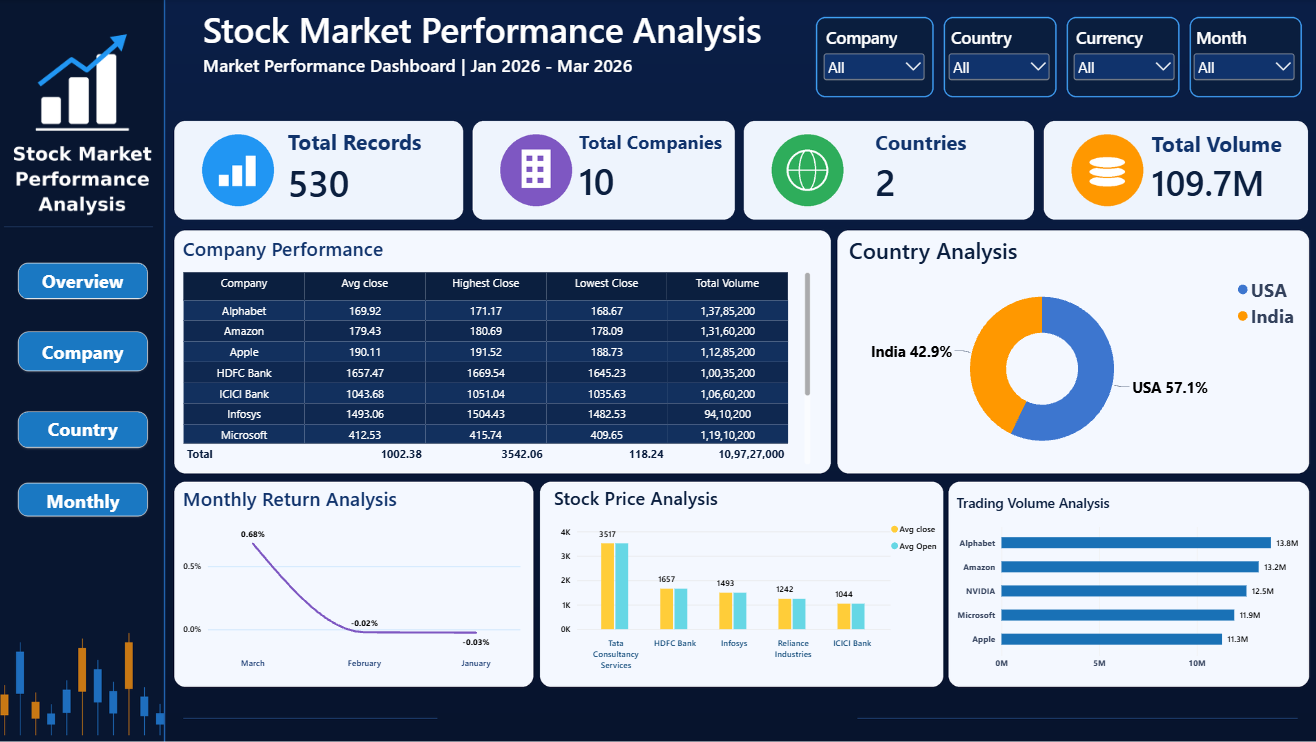 Stock Market Performance Analysis
Market Performance Dashboard | Jan 2026 - Mar 2026
Company
All
Country
All
Currency
All
Month
All
Stock Market
Performance
Analysis
Overview
Company
Country
Monthly
Total Records
530
Total Companies
10
Countries
2
Total Volume
109.7M
Company Performance
Company Avg close Highest Close Lowest Close Total Volume
Alphabet 169.92 171.17 168.67 1,37,85,200
Amazon 179.43 180.69 178.09 1,31,60,200
Apple 190.11 191.52 188.73 1,12,85,200
HDFC Bank 1657.47 1669.54 1645.23 1,00,35,200
ICICI Bank 1043.68 1051.04 1035.63 1,06,60,200
Infosys 1493.06 1504.43 1482.53 94,10,200
Microsoft 412.53 415.74 409.65 1,19,10,200
Total 1002.38 3542.06 118.24 10,97,27,000
Country Analysis
USA
India
India 42.9%
USA 57.1%
Monthly Return Analysis
0.68%
0.5%
-0.02%
0.0%
-0.03%
March February January
Stock Price Analysis
Avg close
Avg Open
4K
3K
2K
1K
0K
3517
1657
1493
1242
1044
Tata
Consultancy
Services
HDFC Bank
Infosys
Reliance
Industries
ICICI Bank
Trading Volume Analysis
Alphabet 13.8M
Amazon 13.2M
NVIDIA 12.5M
Microsoft 11.9M
Apple 11.3M
0M 5M 10M